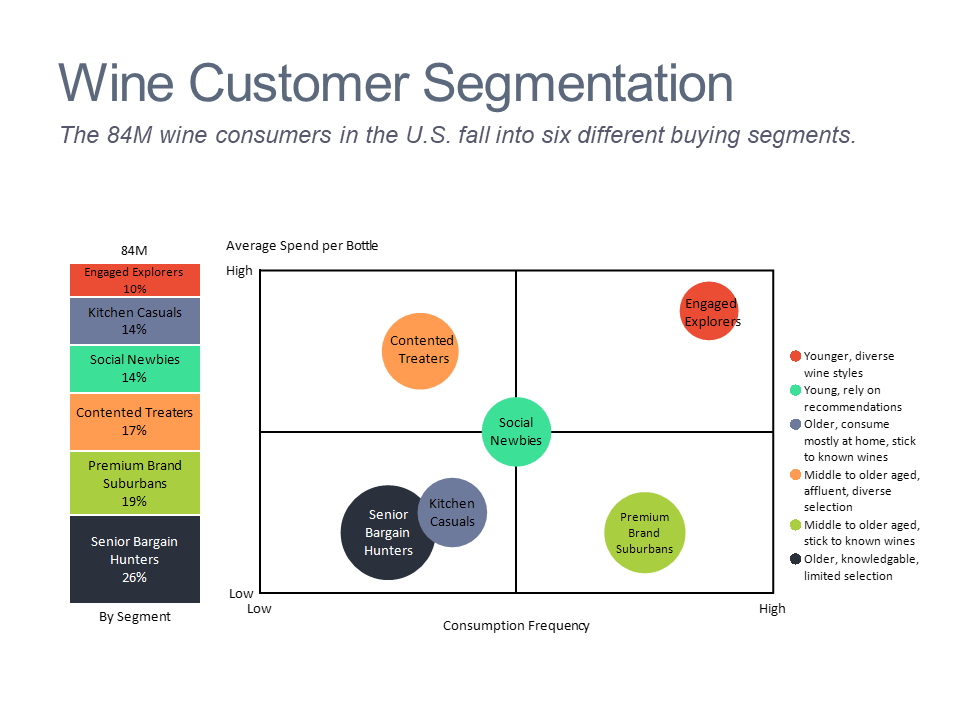 Wine Customer Segmentation
The 84M wine consumers in the U.S. fall into six different buying segments.
84M
Engaged Explorers
10%
Kitchen Casuals
14%
Social Newbies
14%
Contented Treaters
17%
Premium Brand
Suburbans
19%
Senior Bargain
Hunters
26%
By Segment
Average Spend per Bottle
High
Engaged
Explorers
Contented
Treaters
Social
Newbies
Senior
Bargain
Hunters
Kitchen
Casuals
Premium
Brand
Suburbans
Low
Low
High
Consumption Frequency
Younger, diverse
wine styles
Young, rely on
recommendations
Older, consume
mostly at home, stick
to known wines
Middle to older aged,
affluent, diverse
selection
Middle to older aged,
stick to known wines
Older, knowledgable,
limited selection